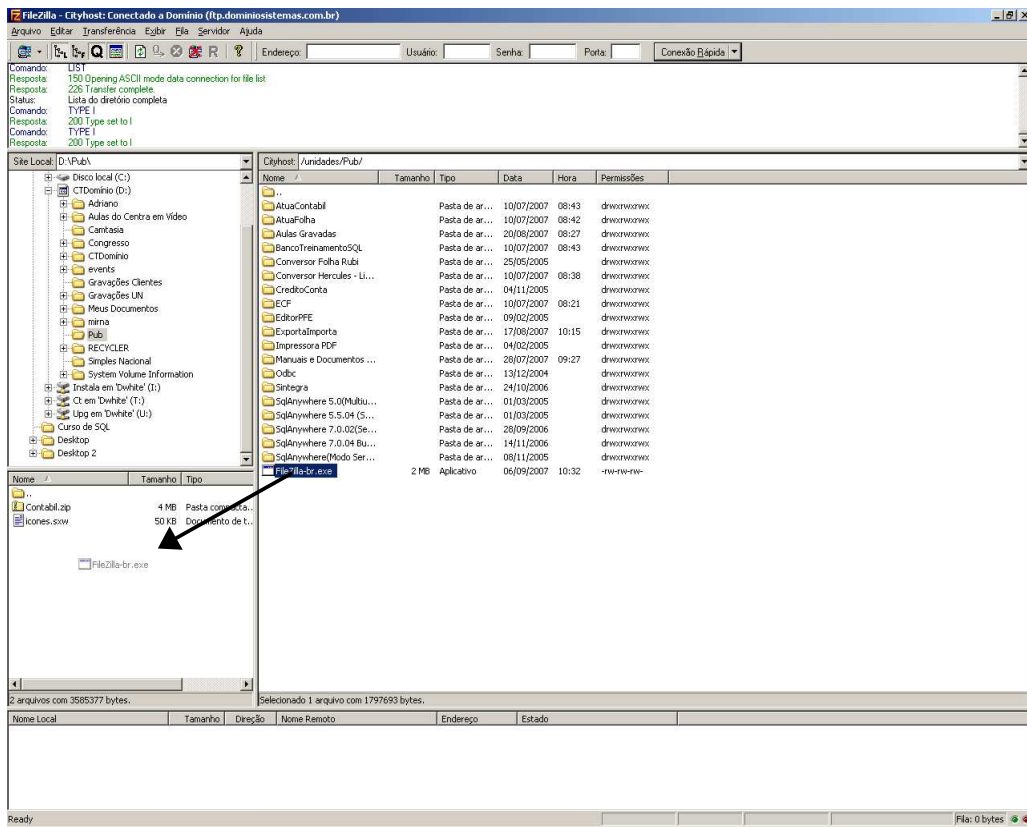 FileZilla - Cityhost: Conectado a Domínio (ftp.dominiosistemas.com.br)
Arquivo Editar Transferência Exibir Fila Servidor Ajuda
Endereço: Usuário: Senha: Porta: Conexão Rápida
Comando: LIST
Resposta: 150 Opening ASCII mode data connection for file list
Resposta: 226 Transfer complete.
Status: Lista do diretório completa
Comando: TYPE I
Resposta: 200 Type set to I
Comando: TYPE I
Resposta: 200 Type set to I
Site Local: D:\Pub\
Disco local (C:)
CTDomínio (D:)
Adriano
Aulas do Centra em Vídeo
Camtasia
Congresso
CTDomínio
events
Gravações Clientes
Gravações UN
Meus Documentos
mirna
Pub
RECYCLER
Simples Nacional
System Volume Information
Instala em 'Dwhite' (I:)
Ct em 'Dwhite' (T:)
Upg em 'Dwhite' (U:)
Curso de SQL
Desktop
Desktop 2
Nome Tamanho Tipo
..
Contabil.zip 4 MB Pasta compacta..
icones.sxw 50 KB Documento de t..
FileZilla-br.exe
2 arquivos com 3585377 bytes.
Cityhost: /unidades/Pub/
Nome Tamanho Tipo Data Hora Permissões
..
AtuaContabil Pasta de ar... 10/07/2007 08:43 drwxrwxrwx
AtuaFolha Pasta de ar... 10/07/2007 08:42 drwxrwxrwx
Aulas Gravadas Pasta de ar... 20/08/2007 08:27 drwxrwxrwx
BancoTreinamentoSQL Pasta de ar... 10/07/2007 08:43 drwxrwxrwx
Conversor Folha Rubi Pasta de ar... 25/05/2005 drwxrwxrwx
Conversor Hercules - Li... Pasta de ar... 10/07/2007 08:38 drwxrwxrwx
CreditoConta Pasta de ar... 04/11/2005 drwxrwxrwx
ECF Pasta de ar... 10/07/2007 08:21 drwxrwxrwx
EditorPFE Pasta de ar... 09/02/2005 drwxrwxrwx
ExportaImporta Pasta de ar... 17/08/2007 10:15 drwxrwxrwx
Impressora PDF Pasta de ar... 04/02/2005 drwxrwxrwx
Manuais e Documentos ... Pasta de ar... 28/07/2007 09:27 drwxrwxrwx
Odbc Pasta de ar... 13/12/2004 drwxrwxrwx
Sintegra Pasta de ar... 24/10/2006 drwxrwxrwx
SqlAnywhere 5.0(Multiu... Pasta de ar... 01/03/2005 drwxrwxrwx
SqlAnywhere 5.5.04 (S... Pasta de ar... 01/03/2005 drwxrwxrwx
SqlAnywhere 7.0.02(Se... Pasta de ar... 28/09/2006 drwxrwxrwx
SqlAnywhere 7.0.04 Bu... Pasta de ar... 14/11/2006 drwxrwxrwx
SqlAnywhere(Modo Ser... Pasta de ar... 08/11/2005 drwxrwxrwx
FileZilla-br.exe 2 MB Aplicativo 06/09/2007 10:32 -rw-rw-rw-
Selecionado 1 arquivo com 1797693 bytes.
Nome Local Tamanho Direção Nome Remoto Endereço Estado
Ready Fila: 0 bytes